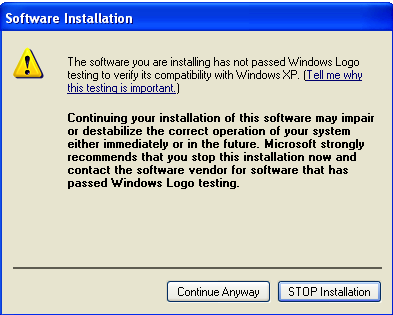 Software Installation
The software you are installing has not passed Windows Logo
testing to verify its compatibility with Windows XP. (Tell me why
this testing is important.)
Continuing your installation of this software may impair
or destabilize the correct operation of your system
either immediately or in the future. Microsoft strongly
recommends that you stop this installation now and
contact the software vendor for software that has
passed Windows Logo testing.
Continue Anyway
STOP Installation